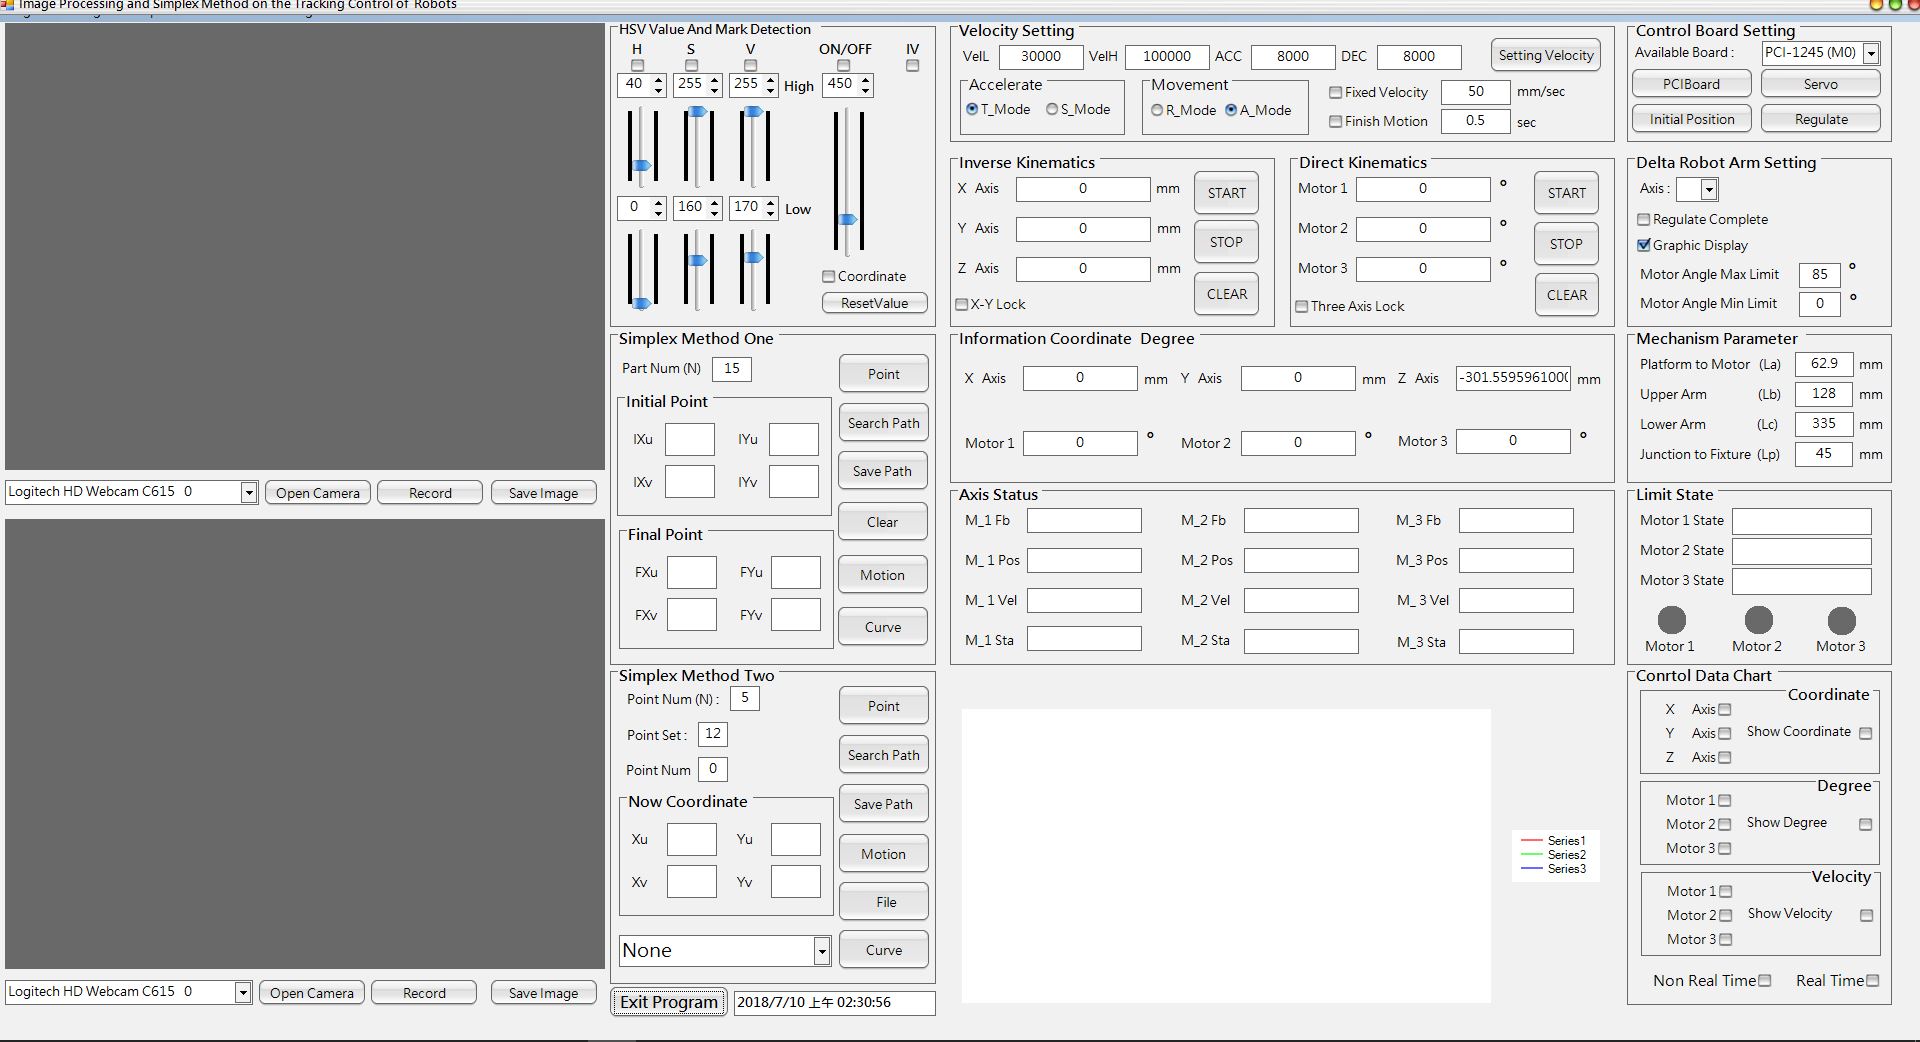 Image Processing and Simplex Method on the Tracking Control of Robots
HSV Value And Mark Detection
H S V ON/OFF IV
40 255 255 High 450
0 160 170 Low
Coordinate
ResetValue
Velocity Setting
VelL 30000 VelH 100000 ACC 8000 DEC 8000 Setting Velocity
Accelerate
T_Mode S_Mode
Movement
R_Mode A_Mode
Fixed Velocity 50 mm/sec
Finish Motion 0.5 sec
Control Board Setting
Available Board : PCI-1245 (M0)
PCIBoard Servo
Initial Position Regulate
Inverse Kinematics
X Axis 0 mm START
Y Axis 0 mm STOP
Z Axis 0 mm CLEAR
X-Y Lock
Direct Kinematics
Motor 1 0 ° START
Motor 2 0 ° STOP
Motor 3 0 ° CLEAR
Three Axis Lock
Delta Robot Arm Setting
Axis :
Regulate Complete
Graphic Display
Motor Angle Max Limit 85 °
Motor Angle Min Limit 0 °
Simplex Method One
Part Num (N) 15
Initial Point
IXu IYu
IXv IYv
Final Point
FXu FYu
FXv FYv
Point
Search Path
Save Path
Clear
Motion
Curve
Information Coordinate Degree
X Axis 0 mm Y Axis 0 mm Z Axis -301.559596100( mm
Motor 1 0 ° Motor 2 0 ° Motor 3 0 °
Mechanism Parameter
Platform to Motor (La) 62.9 mm
Upper Arm (Lb) 128 mm
Lower Arm (Lc) 335 mm
Junction to Fixture (Lp) 45 mm
Logitech HD Webcam C615 0 Open Camera Record Save Image
Axis Status
M_1 Fb M_2 Fb M_3 Fb
M_ 1 Pos M_2 Pos M_3 Pos
M_ 1 Vel M_2 Vel M_ 3 Vel
M_1 Sta M_2 Sta M_3 Sta
Limit State
Motor 1 State
Motor 2 State
Motor 3 State
Motor 1 Motor 2 Motor 3
Simplex Method Two
Point Num (N) : 5
Point Set : 12
Point Num 0
Now Coordinate
Xu Yu
Xv Yv
None
Point
Search Path
Save Path
Motion
File
Curve
Series1
Series2
Series3
Conrtol Data Chart
Coordinate
X Axis
Y Axis Show Coordinate
Z Axis
Degree
Motor 1
Motor 2 Show Degree
Motor 3
Velocity
Motor 1
Motor 2 Show Velocity
Motor 3
Non Real Time Real Time
Logitech HD Webcam C615 0 Open Camera Record Save Image
Exit Program 2018/7/10 上午 02:30:56